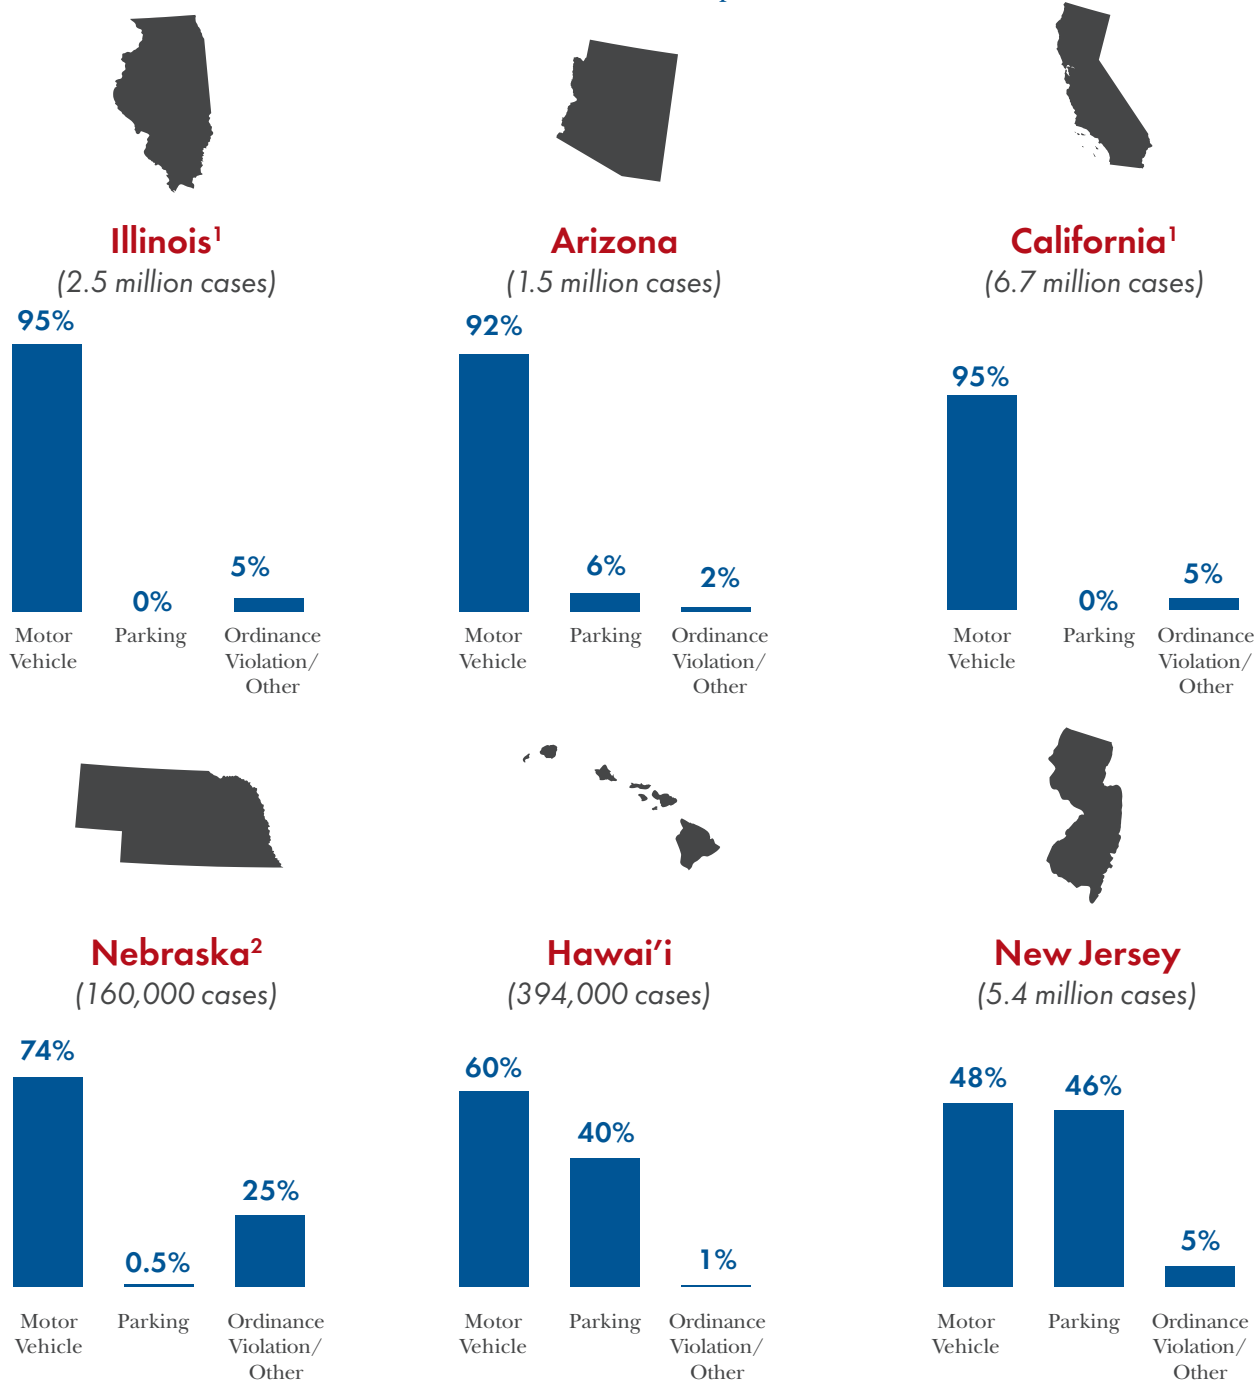 Illinois¹
(2.5 million cases)
95%
0%
5%
Motor
Vehicle
Parking
Ordinance
Violation/
Other
Arizona
(1.5 million cases)
92%
6%
2%
Motor
Vehicle
Parking
Ordinance
Violation/
Other
California¹
(6.7 million cases)
95%
0%
5%
Motor
Vehicle
Parking
Ordinance
Violation/
Other
Nebraska²
(160,000 cases)
74%
0.5%
25%
Motor
Vehicle
Parking
Ordinance
Violation/
Other
Hawai’i
(394,000 cases)
60%
40%
1%
Motor
Vehicle
Parking
Ordinance
Violation/
Other
New Jersey
(5.4 million cases)
48%
46%
5%
Motor
Vehicle
Parking
Ordinance
Violation/
Other